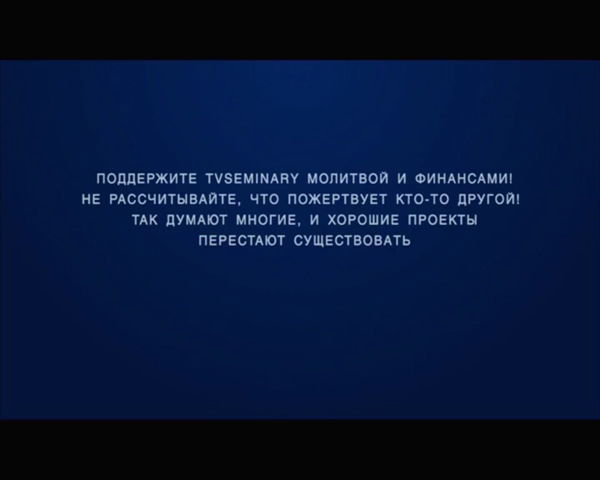 ПОДДЕРЖИТЕ TVSEMINARY МОЛИТВОЙ И ФИНАНСАМИ!
НЕ РАССЧИТЫВАЙТЕ, ЧТО ПОЖЕРТВУЕТ КТО-ТО ДРУГОЙ!
ТАК ДУМАЮТ МНОГИЕ, И ХОРОШИЕ ПРОЕКТЫ
ПЕРЕСТАЮТ СУЩЕСТВОВАТЬ